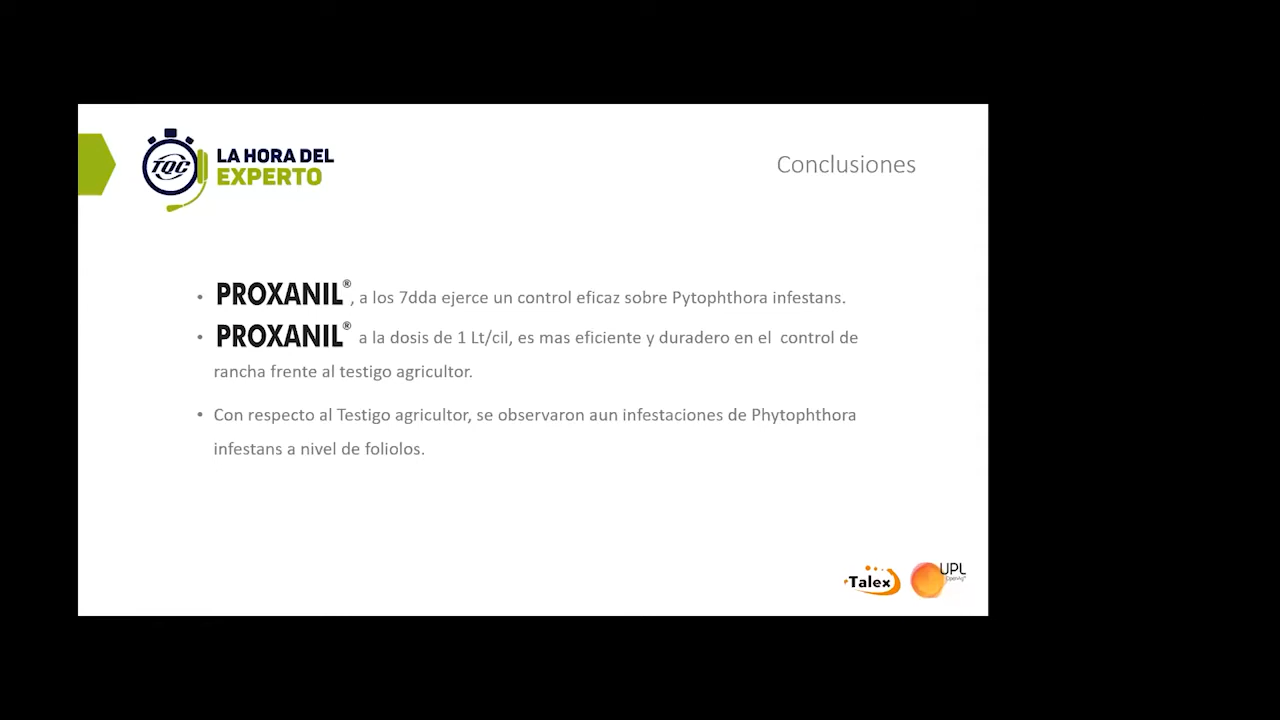 TQC
LA HORA DEL
EXPERTO
Conclusiones
• PROXANIL®, a los 7dda ejerce un control eficaz sobre Pytophthora infestans.
• PROXANIL® a la dosis de 1 Lt/cil, es mas eficiente y duradero en el control de
rancha frente al testigo agricultor.
• Con respecto al Testigo agricultor, se observaron aun infestaciones de Phytophthora
infestans a nivel de foliolos.
Talex
UPL
OpenAg